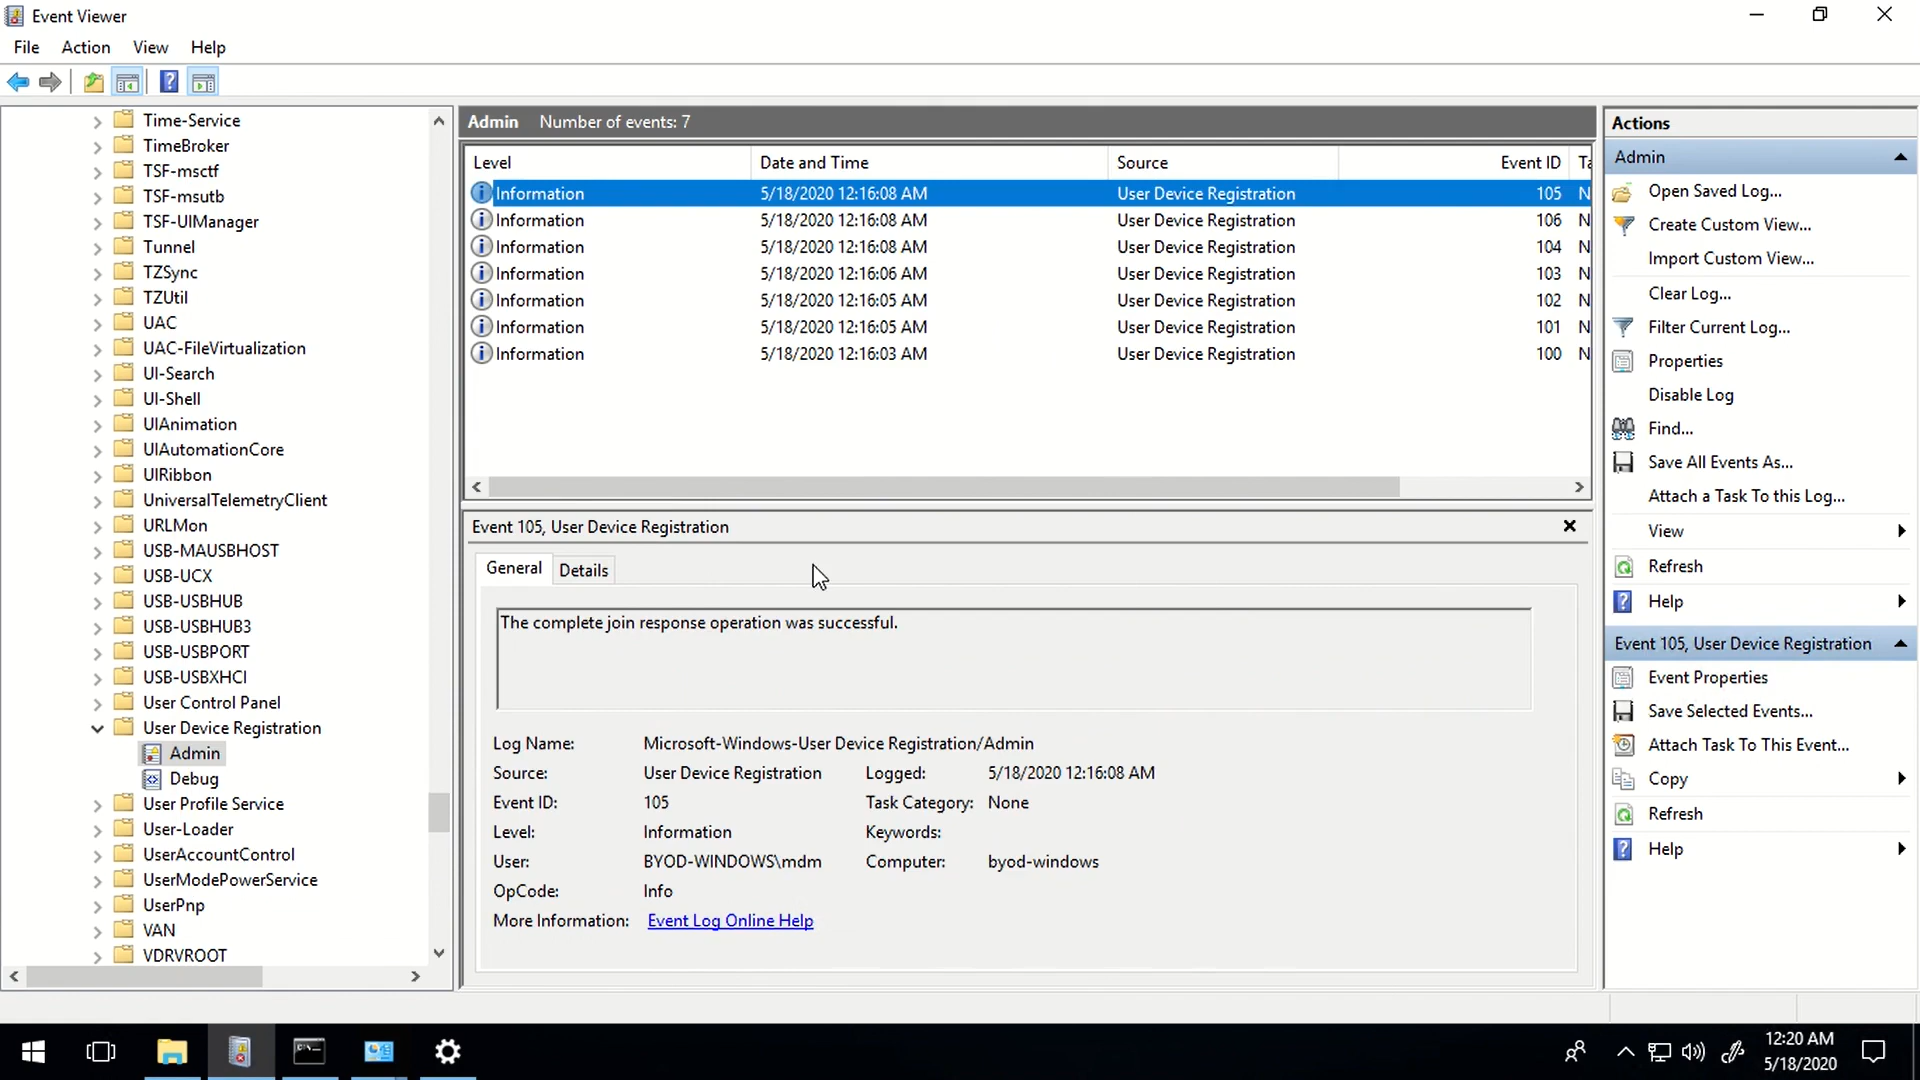 Event Viewer
File Action View Help
Time-Service
TimeBroker
TSF-msctf
TSF-msutb
TSF-UIManager
Tunnel
TZSync
TZUtil
UAC
UAC-FileVirtualization
UI-Search
UI-Shell
UIAnimation
UIAutomationCore
UIRibbon
UniversalTelemetryClient
URLMon
USB-MAUSBHOST
USB-UCX
USB-USBHUB
USB-USBHUB3
USB-USBPORT
USB-USBXHCI
User Control Panel
User Device Registration
Admin
Debug
User Profile Service
User-Loader
UserAccountControl
UserModePowerService
UserPnp
VAN
VDRVROOT
Admin Number of events: 7
Level Date and Time Source Event ID Ta
Information 5/18/2020 12:16:08 AM User Device Registration 105 N
Information 5/18/2020 12:16:08 AM User Device Registration 106 N
Information 5/18/2020 12:16:08 AM User Device Registration 104 N
Information 5/18/2020 12:16:06 AM User Device Registration 103 N
Information 5/18/2020 12:16:05 AM User Device Registration 102 N
Information 5/18/2020 12:16:05 AM User Device Registration 101 N
Information 5/18/2020 12:16:03 AM User Device Registration 100 N
Event 105, User Device Registration
General Details
The complete join response operation was successful.
Log Name: Microsoft-Windows-User Device Registration/Admin
Source: User Device Registration Logged: 5/18/2020 12:16:08 AM
Event ID: 105 Task Category: None
Level: Information Keywords:
User: BYOD-WINDOWS\mdm Computer: byod-windows
OpCode: Info
More Information: Event Log Online Help
Actions
Admin
Open Saved Log...
Create Custom View...
Import Custom View...
Clear Log...
Filter Current Log...
Properties
Disable Log
Find...
Save All Events As...
Attach a Task To this Log...
View
Refresh
Help
Event 105, User Device Registration
Event Properties
Save Selected Events...
Attach Task To This Event...
Copy
Refresh
Help
12:20 AM
5/18/2020